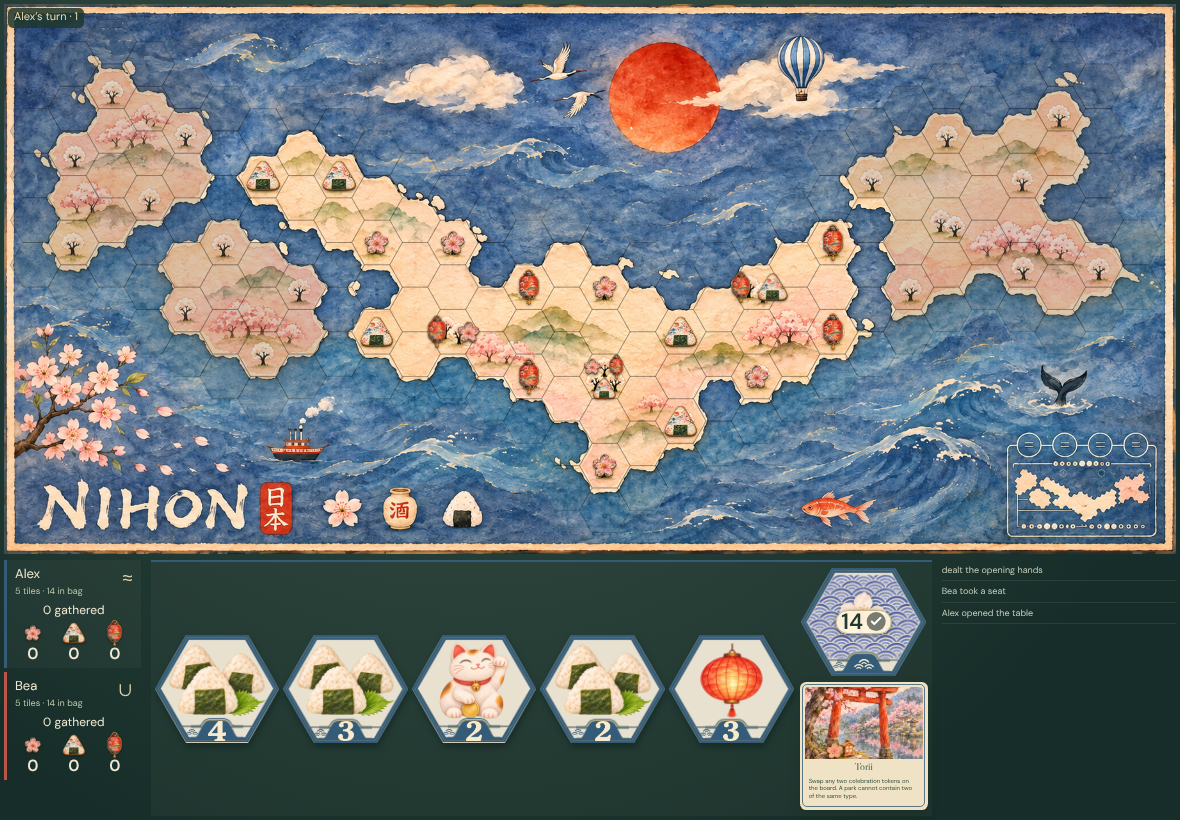 Alex's turn · 1
NIHON
日本
酒
Alex
5 tiles · 14 in bag
0 gathered
0 0 0
Bea
5 tiles · 14 in bag
0 gathered
0 0 0
4
3
2
2
3
14
Torii
Swap any two celebration tokens on
the board. A park cannot contain two
of the same type.
dealt the opening hands
Bea took a seat
Alex opened the table